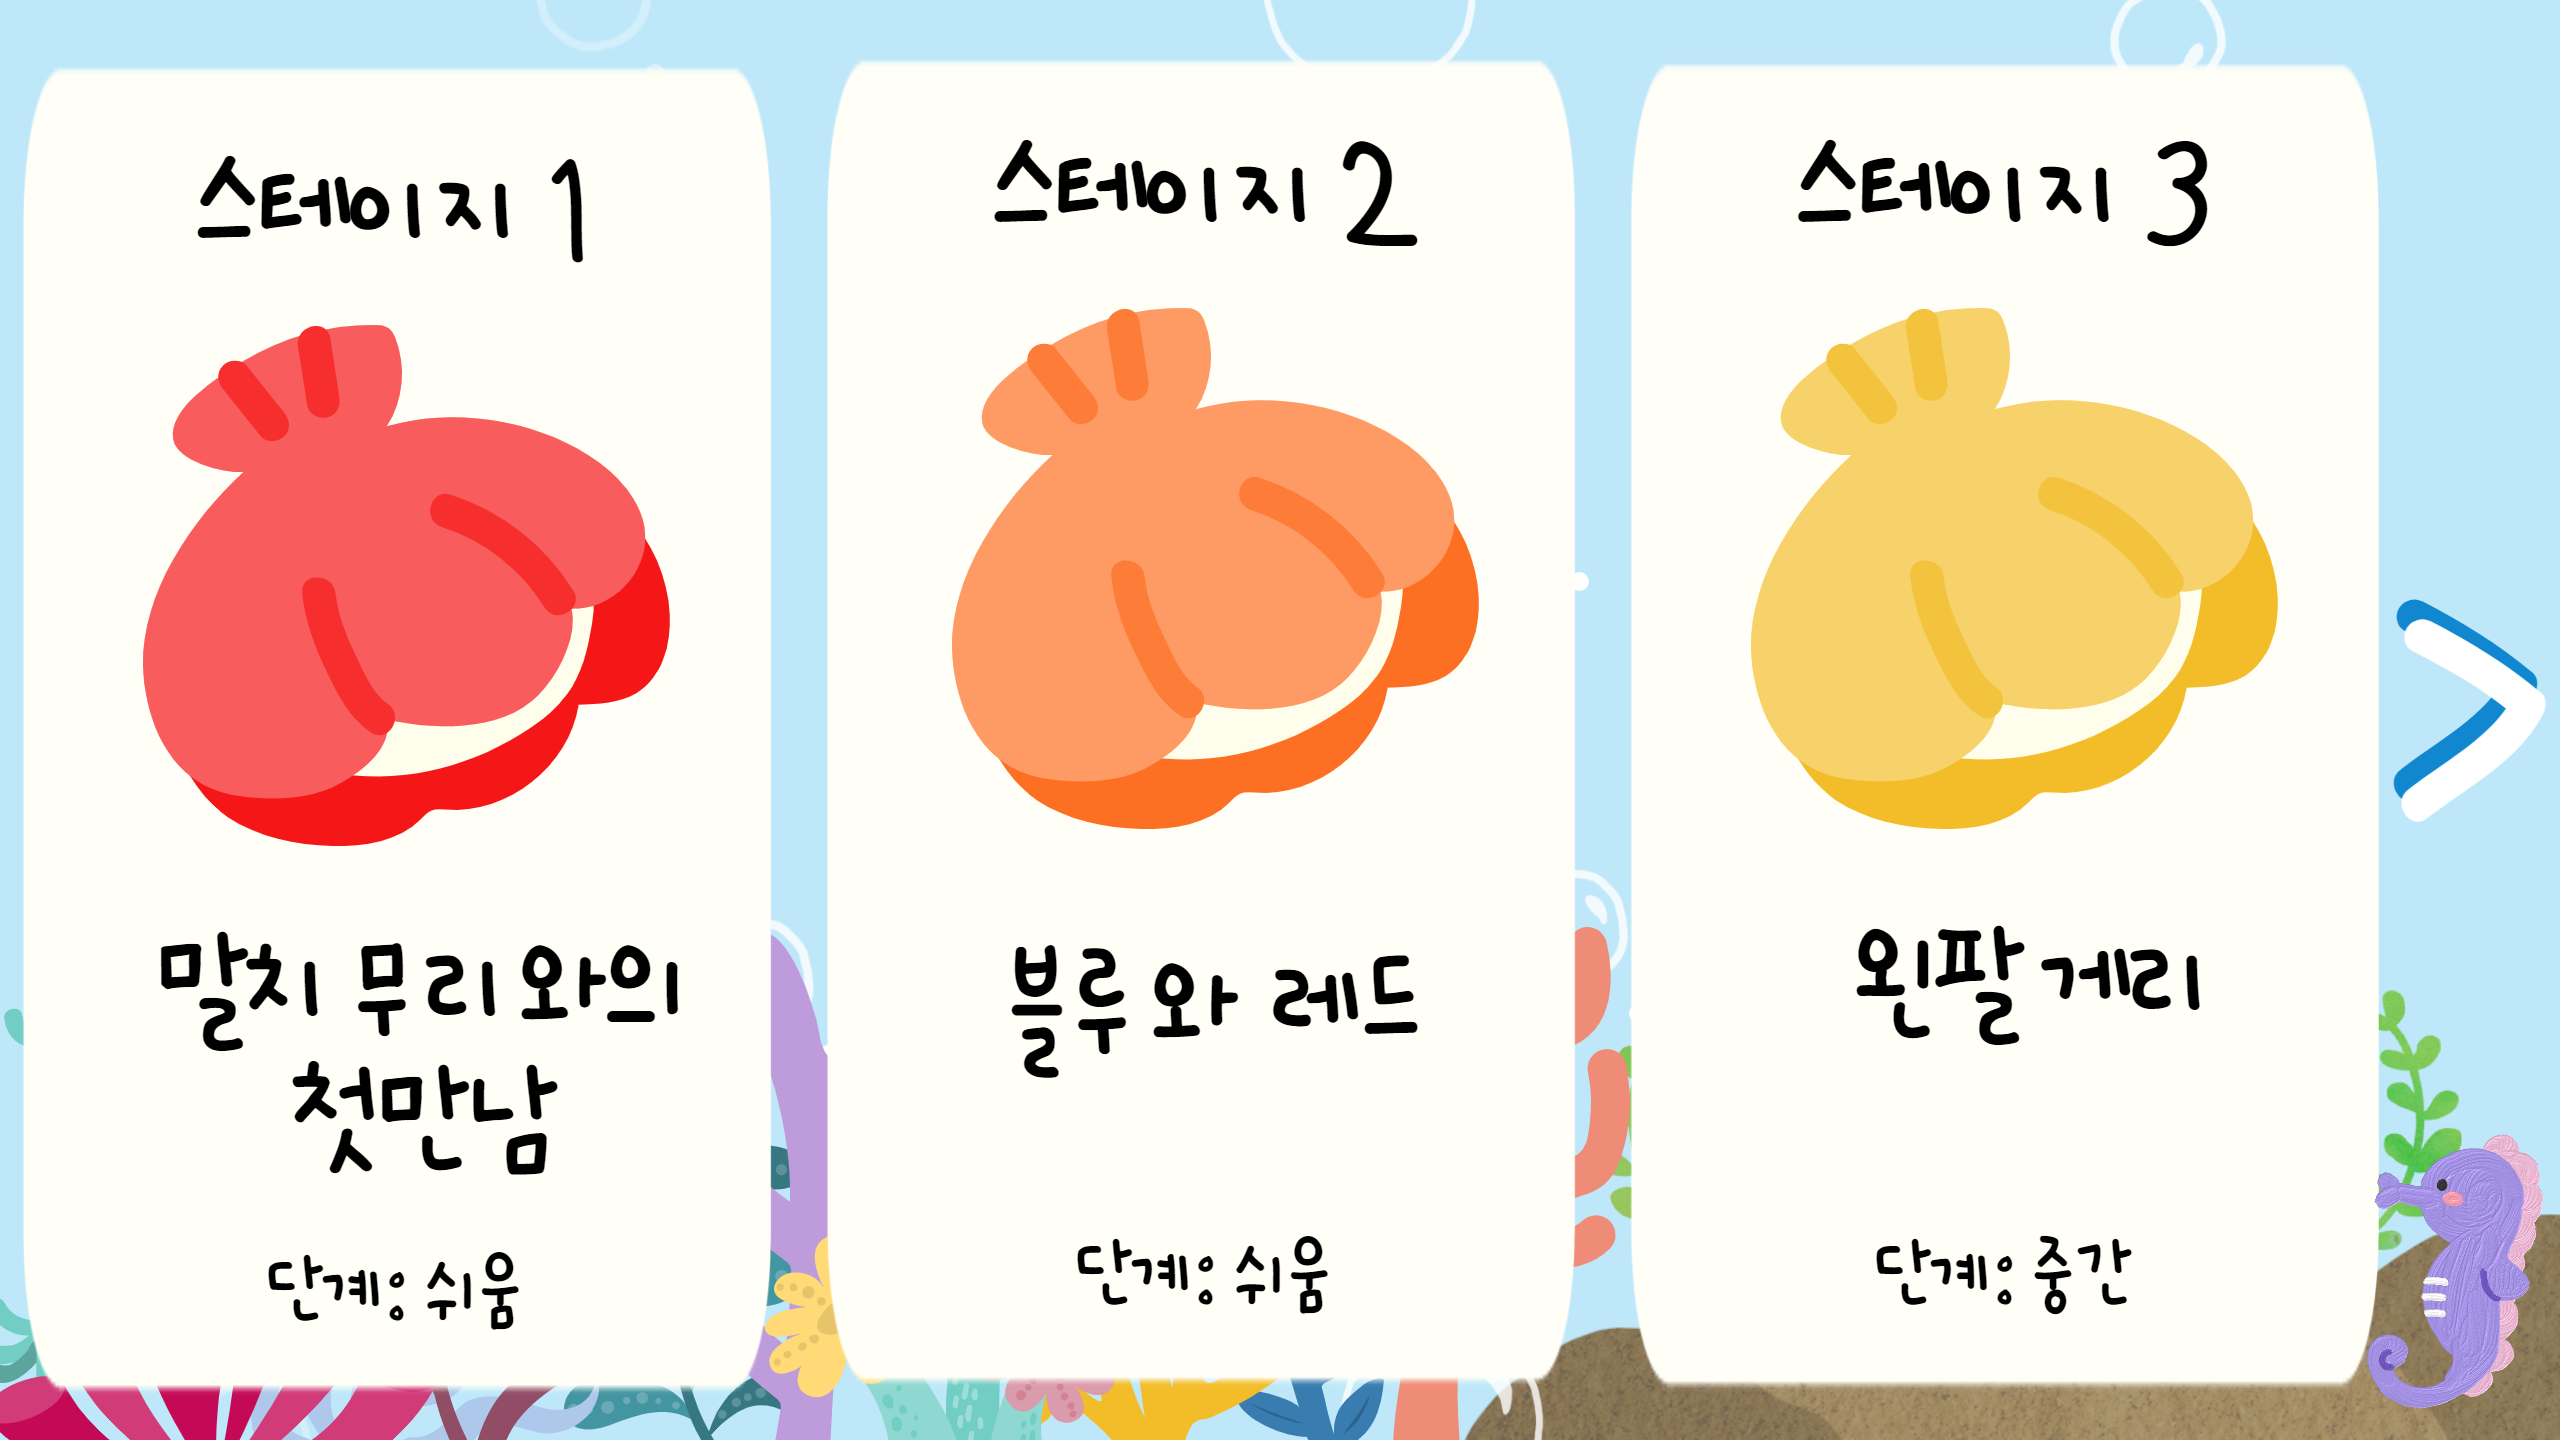 스테이지 1
말치 무리와의
첫만남
단계: 쉬움
스테이지 2
블루와 레드
단계: 쉬움
스테이지 3
왼팔 게리
단계: 중간
>